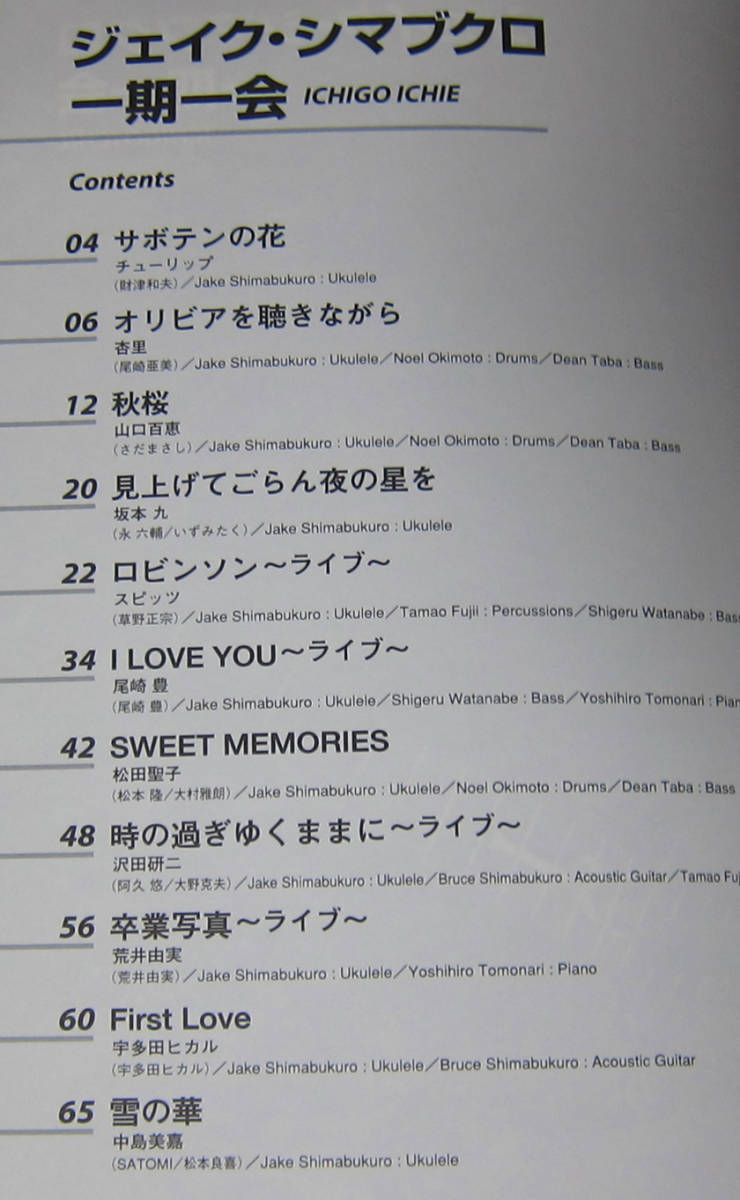 ジェイク・シマブクロ
一期一会 ICHIGO ICHIE
Contents
04 サボテンの花
チューリップ
(財津和夫)／Jake Shimabukuro : Ukulele
06 オリビアを聴きながら
杏里
(尾崎亜美)／Jake Shimabukuro : Ukulele／Noel Okimoto : Drums／Dean Taba : Bass
12 秋桜
山口百恵
(さだまさし)／Jake Shimabukuro : Ukulele／Noel Okimoto : Drums／Dean Taba : Bass
20 見上げてごらん夜の星を
坂本 九
(永 六輔／いずみたく)／Jake Shimabukuro : Ukulele
22 ロビンソン〜ライブ〜
スピッツ
(草野正宗)／Jake Shimabukuro : Ukulele／Tamao Fujii : Percussions／Shigeru Watanabe : Bass
34 I LOVE YOU〜ライブ〜
尾崎 豊
(尾崎 豊)／Jake Shimabukuro : Ukulele／Shigeru Watanabe : Bass／Yoshihiro Tomonari : Pian
42 SWEET MEMORIES
松田聖子
(松本 隆／大村雅朗)／Jake Shimabukuro : Ukulele／Noel Okimoto : Drums／Dean Taba : Bass
48 時の過ぎゆくままに〜ライブ〜
沢田研二
(阿久 悠／大野克夫)／Jake Shimabukuro : Ukulele／Bruce Shimabukuro : Acoustic Guitar／Tamao Fuj
56 卒業写真〜ライブ〜
荒井由実
(荒井由実)／Jake Shimabukuro : Ukulele／Yoshihiro Tomonari : Piano
60 First Love
宇多田ヒカル
(宇多田ヒカル)／Jake Shimabukuro : Ukulele／Bruce Shimabukuro : Acoustic Guitar
65 雪の華
中島美嘉
(SATOMI／松本良喜)／Jake Shimabukuro : Ukulele